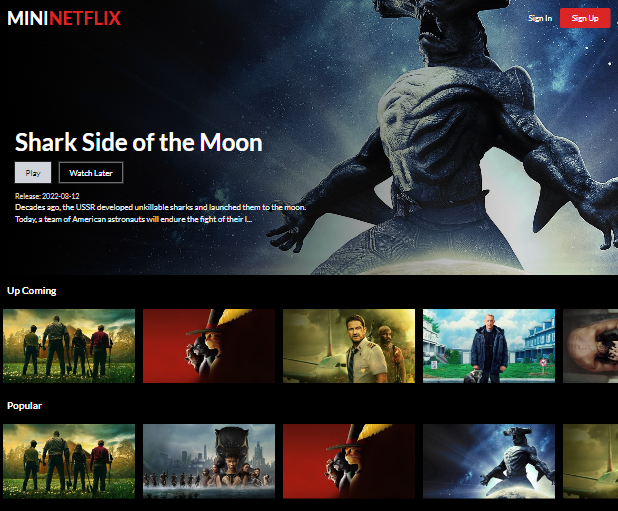 MININETFLIX
Sign In
Sign Up
Shark Side of the Moon
Play
Watch Later
Release: 2022-08-12
Decades ago, the USSR developed unkillable sharks and launched them to the moon.
Today, a team of American astronauts will endure the fight of their l...
Up Coming
Popular